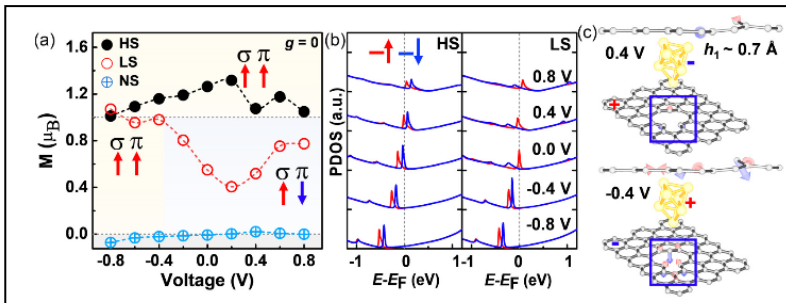 (a)
HS
LS
NS
g = 0
σ π
σ π
σ π
M (μB)
1.6
1.2
0.8
0.4
0.0
-0.8 -0.4 0.0 0.4 0.8
Voltage (V)
(b)
HS
LS
PDOS (a.u.)
0.8 V
0.4 V
0.0 V
-0.4 V
-0.8 V
-1 0 1 -1 0 1
E-EF (eV) E-EF (eV)
(c)
0.4 V
h1 ~ 0.7 Å
-
+
-0.4 V
+
-